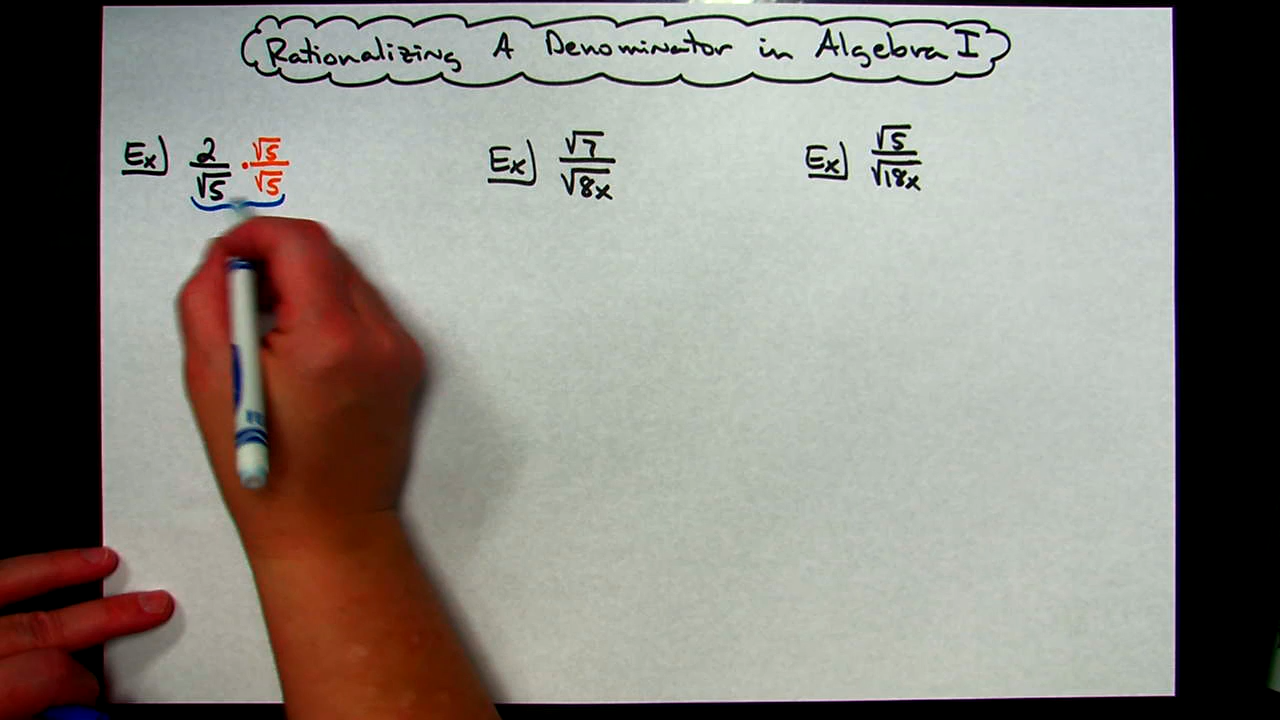 Rationalizing A Denominator in Algebra I
Ex) 2/√5 · √5/√5
Ex) √7/√8x
Ex) √5/√18x